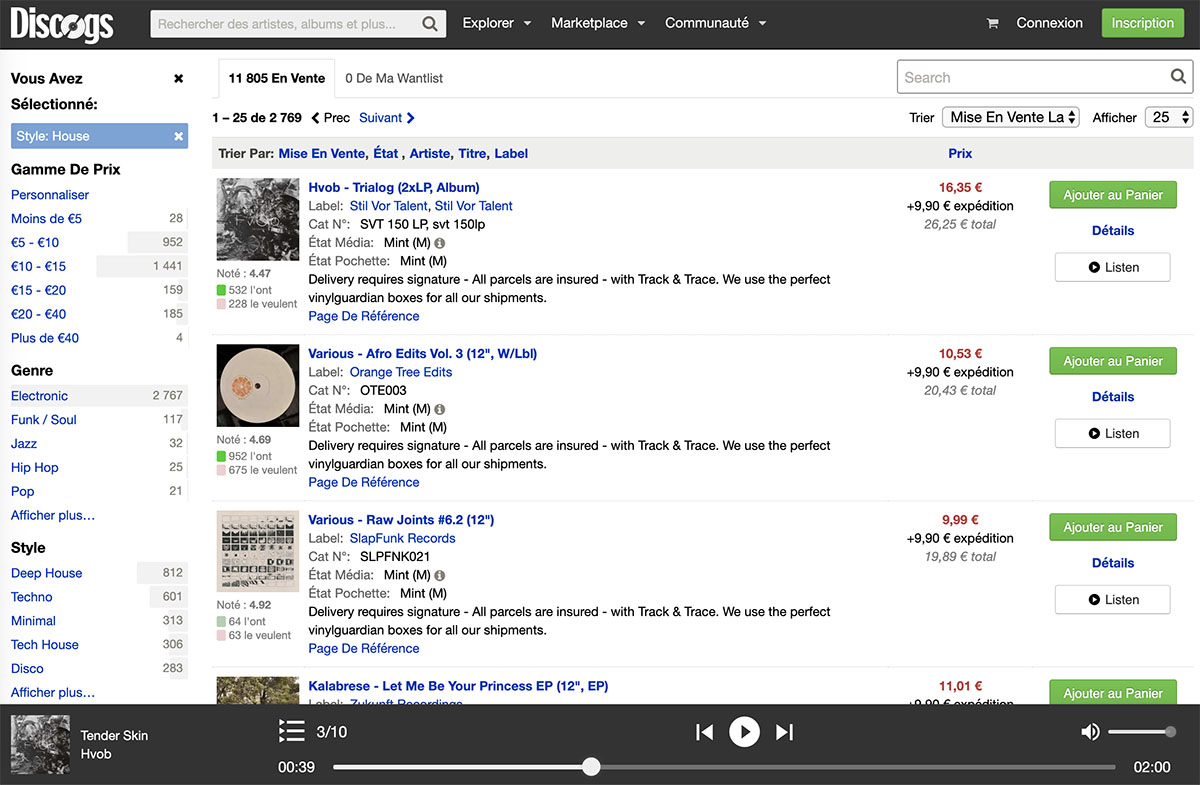 Discogs
Rechercher des artistes, albums et plus...
Explorer
Marketplace
Communauté
Connexion
Inscription
Vous Avez
Sélectionné:
Style: House
Gamme De Prix
Personnaliser
Moins de €5 28
€5 - €10 952
€10 - €15 1 441
€15 - €20 159
€20 - €40 185
Plus de €40 4
Genre
Electronic 2 767
Funk / Soul 117
Jazz 32
Hip Hop 25
Pop 21
Afficher plus…
Style
Deep House 812
Techno 601
Minimal 313
Tech House 306
Disco 283
Afficher plus…
11 805 En Vente
0 De Ma Wantlist
Search
1 – 25 de 2 769 Prec Suivant
Trier Mise En Vente La Afficher 25
Trier Par: Mise En Vente, État , Artiste, Titre, Label
Prix
Hvob - Trialog (2xLP, Album)
Label: Stil Vor Talent, Stil Vor Talent
Cat N°: SVT 150 LP, svt 150lp
État Média: Mint (M)
État Pochette: Mint (M)
Delivery requires signature - All parcels are insured - with Track & Trace. We use the perfect
vinylguardian boxes for all our shipments.
Page De Référence
Noté : 4.47
532 l'ont
228 le veulent
16,35 €
+9,90 € expédition
26,25 € total
Ajouter au Panier
Détails
Listen
Various - Afro Edits Vol. 3 (12", W/Lbl)
Label: Orange Tree Edits
Cat N°: OTE003
État Média: Mint (M)
État Pochette: Mint (M)
Delivery requires signature - All parcels are insured - with Track & Trace. We use the perfect
vinylguardian boxes for all our shipments.
Page De Référence
Noté : 4.69
952 l'ont
675 le veulent
10,53 €
+9,90 € expédition
20,43 € total
Ajouter au Panier
Détails
Listen
Various - Raw Joints #6.2 (12")
Label: SlapFunk Records
Cat N°: SLPFNK021
État Média: Mint (M)
État Pochette: Mint (M)
Delivery requires signature - All parcels are insured - with Track & Trace. We use the perfect
vinylguardian boxes for all our shipments.
Page De Référence
Noté : 4.92
64 l'ont
63 le veulent
9,99 €
+9,90 € expédition
19,89 € total
Ajouter au Panier
Détails
Listen
Kalabrese - Let Me Be Your Princess EP (12", EP)
Label: Zukunft Recordings
11,01 €
+9,90 € expédition
Ajouter au Panier
Tender Skin
Hvob
3/10
00:39
02:00